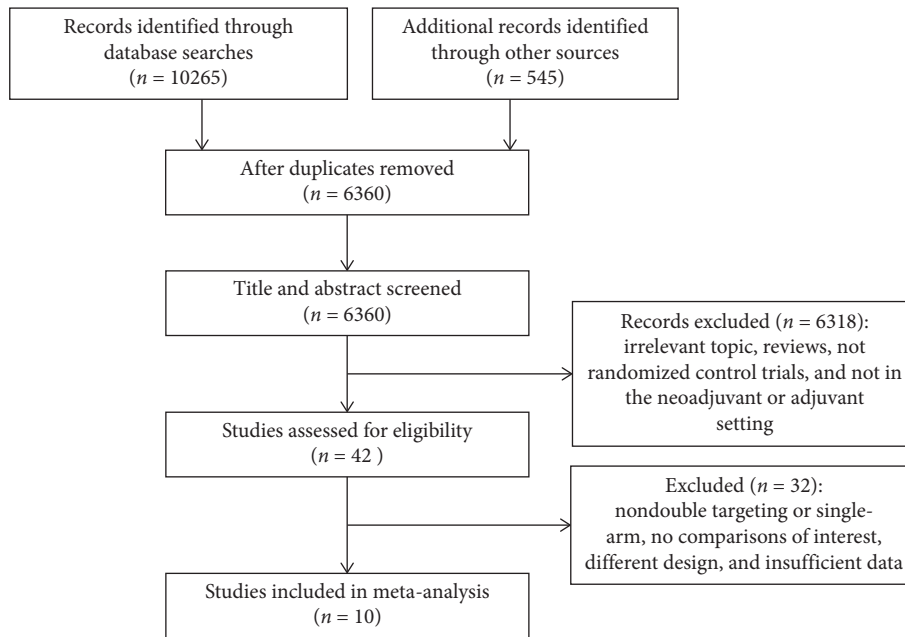 Records identified through
database searches
(n = 10265)
Additional records identified
through other sources
(n = 545)
After duplicates removed
(n = 6360)
Title and abstract screened
(n = 6360)
Records excluded (n = 6318):
irrelevant topic, reviews, not
randomized control trials, and not in
the neoadjuvant or adjuvant
setting
Studies assessed for eligibility
(n = 42 )
Excluded (n = 32):
nondouble targeting or single-
arm, no comparisons of interest,
different design, and insufficient data
Studies included in meta-analysis
(n = 10)